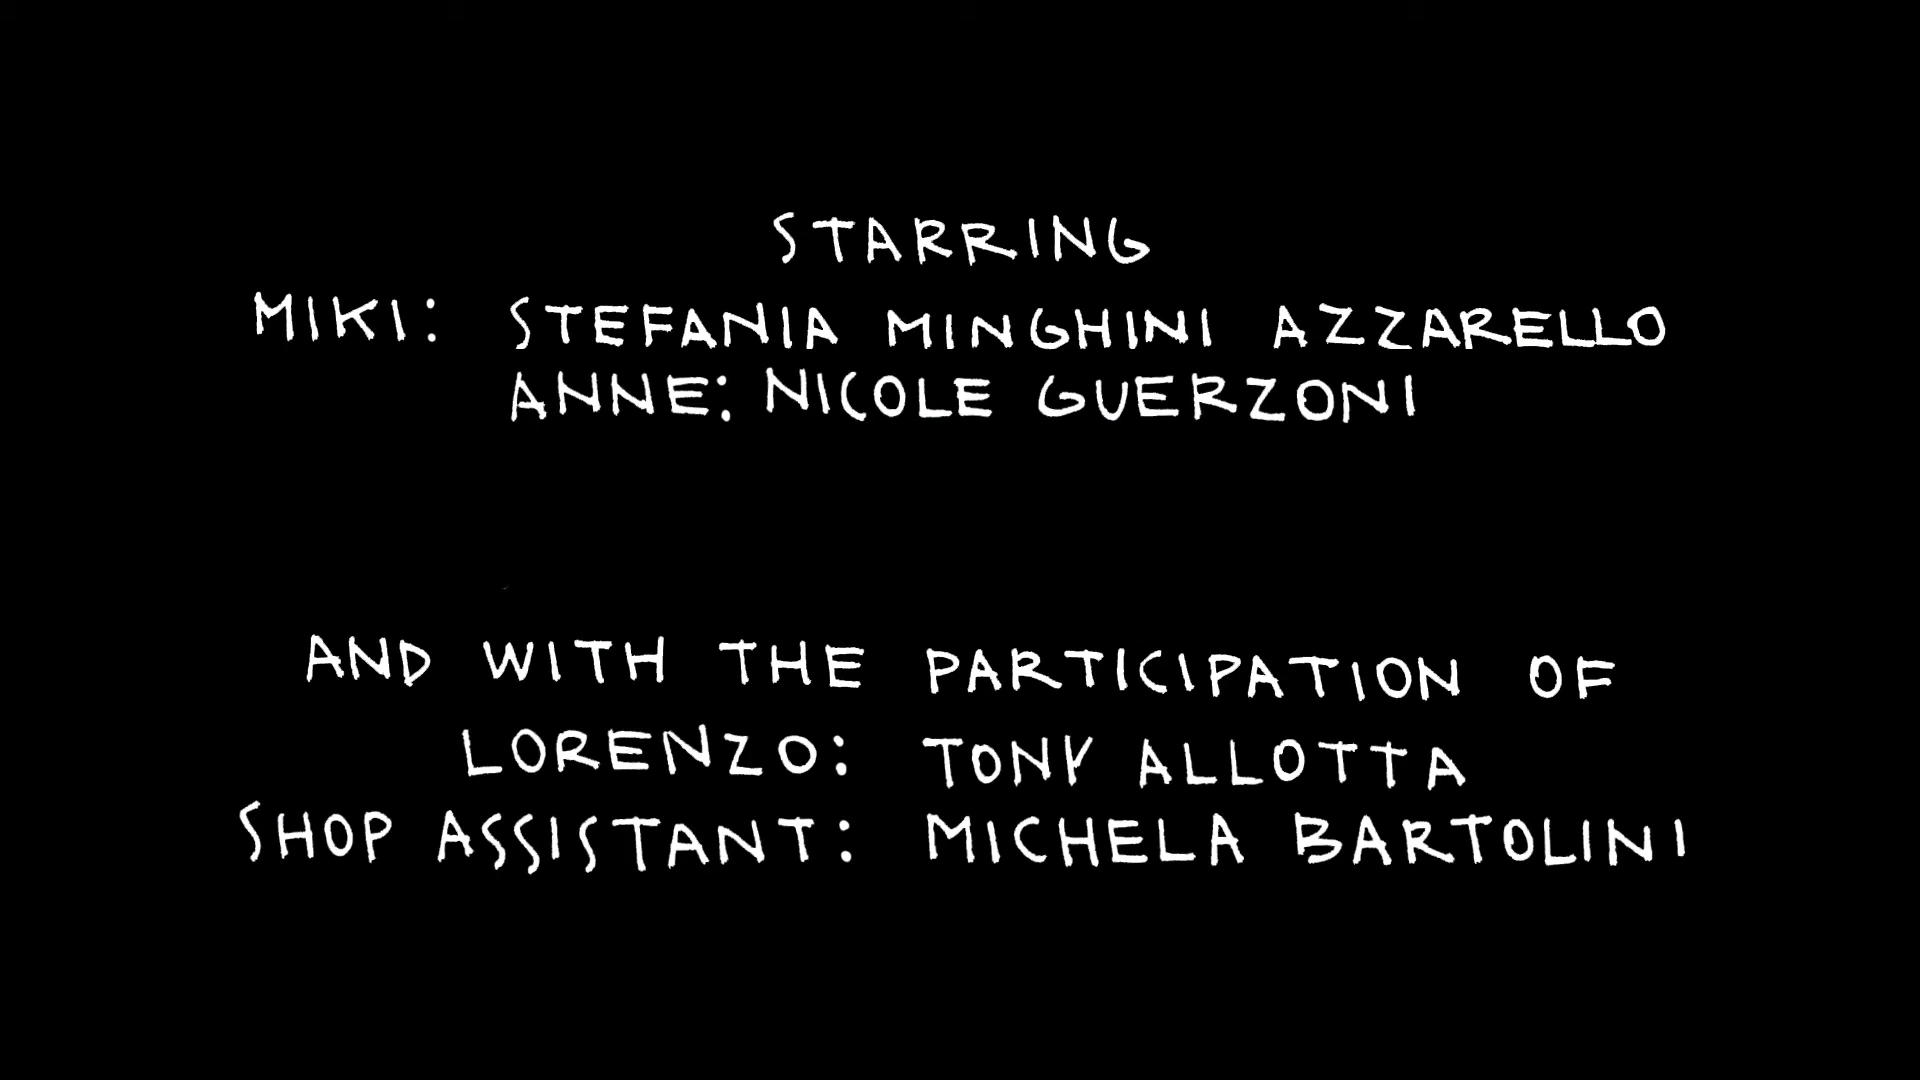 STARRING
MIKI: STEFANIA MINGHINI AZZARELLO
ANNE: NICOLE GUERZONI
AND WITH THE PARTICIPATION OF
LORENZO: TONY ALLOTTA
SHOP ASSISTANT: MICHELA BARTOLINI